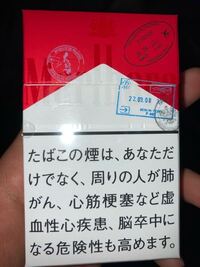 22.09.08
たばこの煙は、あなただ
けでなく、周りの人が肺
がん、心筋梗塞など虚
血性心疾患、脳卒中に
なる危険性も高めます。